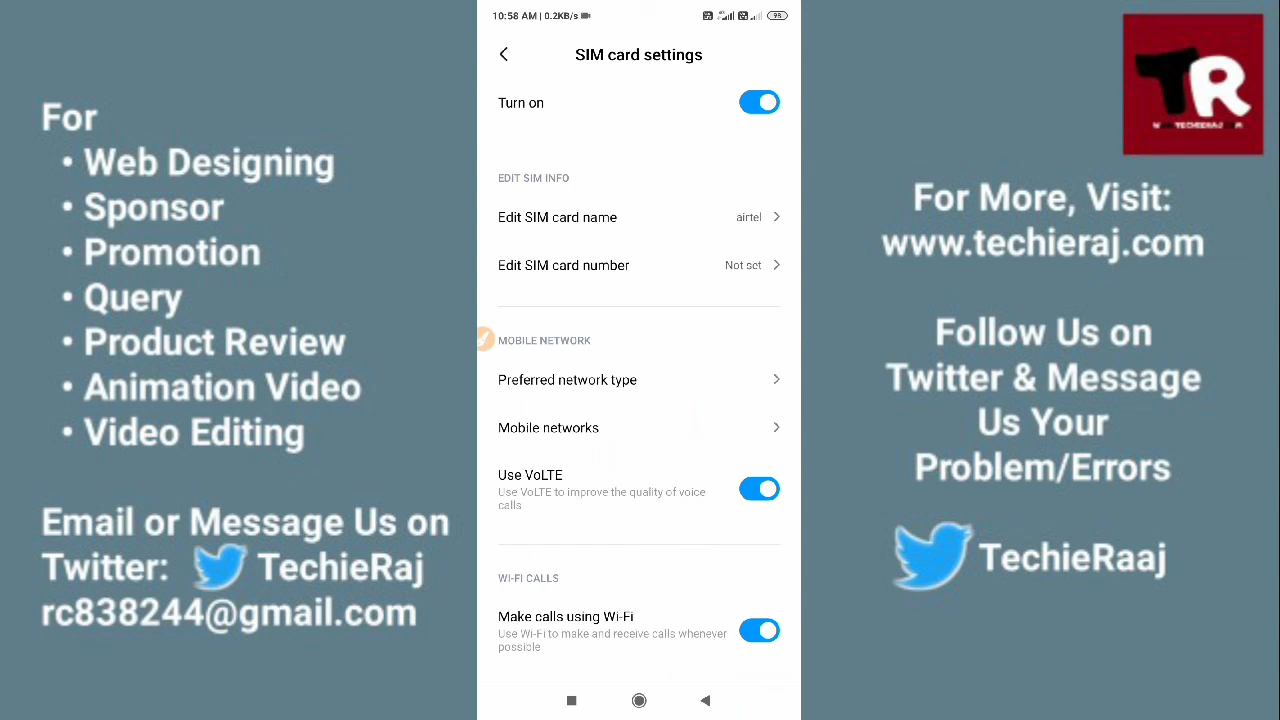 For
• Web Designing
• Sponsor
• Promotion
• Query
• Product Review
• Animation Video
• Video Editing
Email or Message Us on
Twitter: TechieRaj
rc838244@gmail.com
10:58 AM | 0.2KB/s
98
SIM card settings
Turn on
EDIT SIM INFO
Edit SIM card name airtel
Edit SIM card number Not set
MOBILE NETWORK
Preferred network type
Mobile networks
Use VoLTE
Use VoLTE to improve the quality of voice
calls
WI-FI CALLS
Make calls using Wi-Fi
Use Wi-Fi to make and receive calls whenever
possible
TR
For More, Visit:
www.techieraj.com
Follow Us on
Twitter & Message
Us Your
Problem/Errors
TechieRaaj